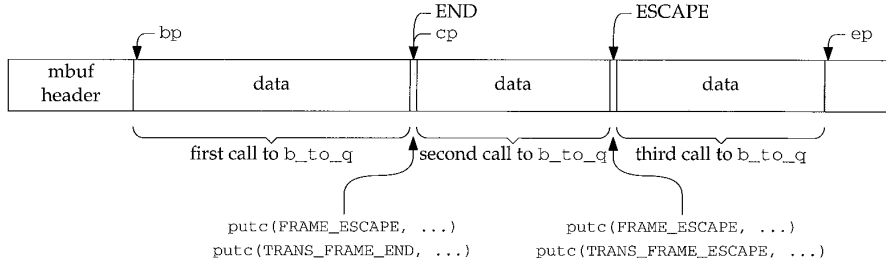 END
ESCAPE
bp
cp
ep
mbuf
header
data
data
data
first call to b_to_q
second call to b_to_q
third call to b_to_q
putc(FRAME_ESCAPE, ...)
putc(TRANS_FRAME_END, ...)
putc(FRAME_ESCAPE, ...)
putc(TRANS_FRAME_ESCAPE, ...)